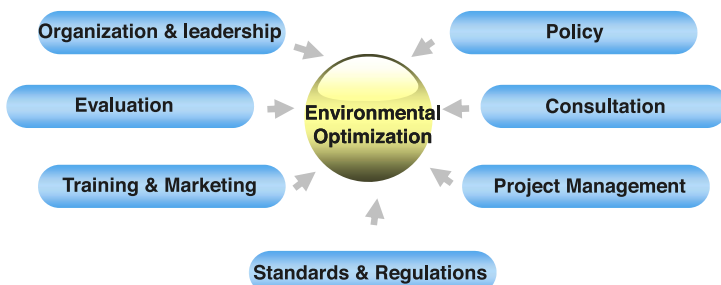 Organization & leadership
Policy
Evaluation
Environmental
Optimization
Consultation
Training & Marketing
Project Management
Standards & Regulations